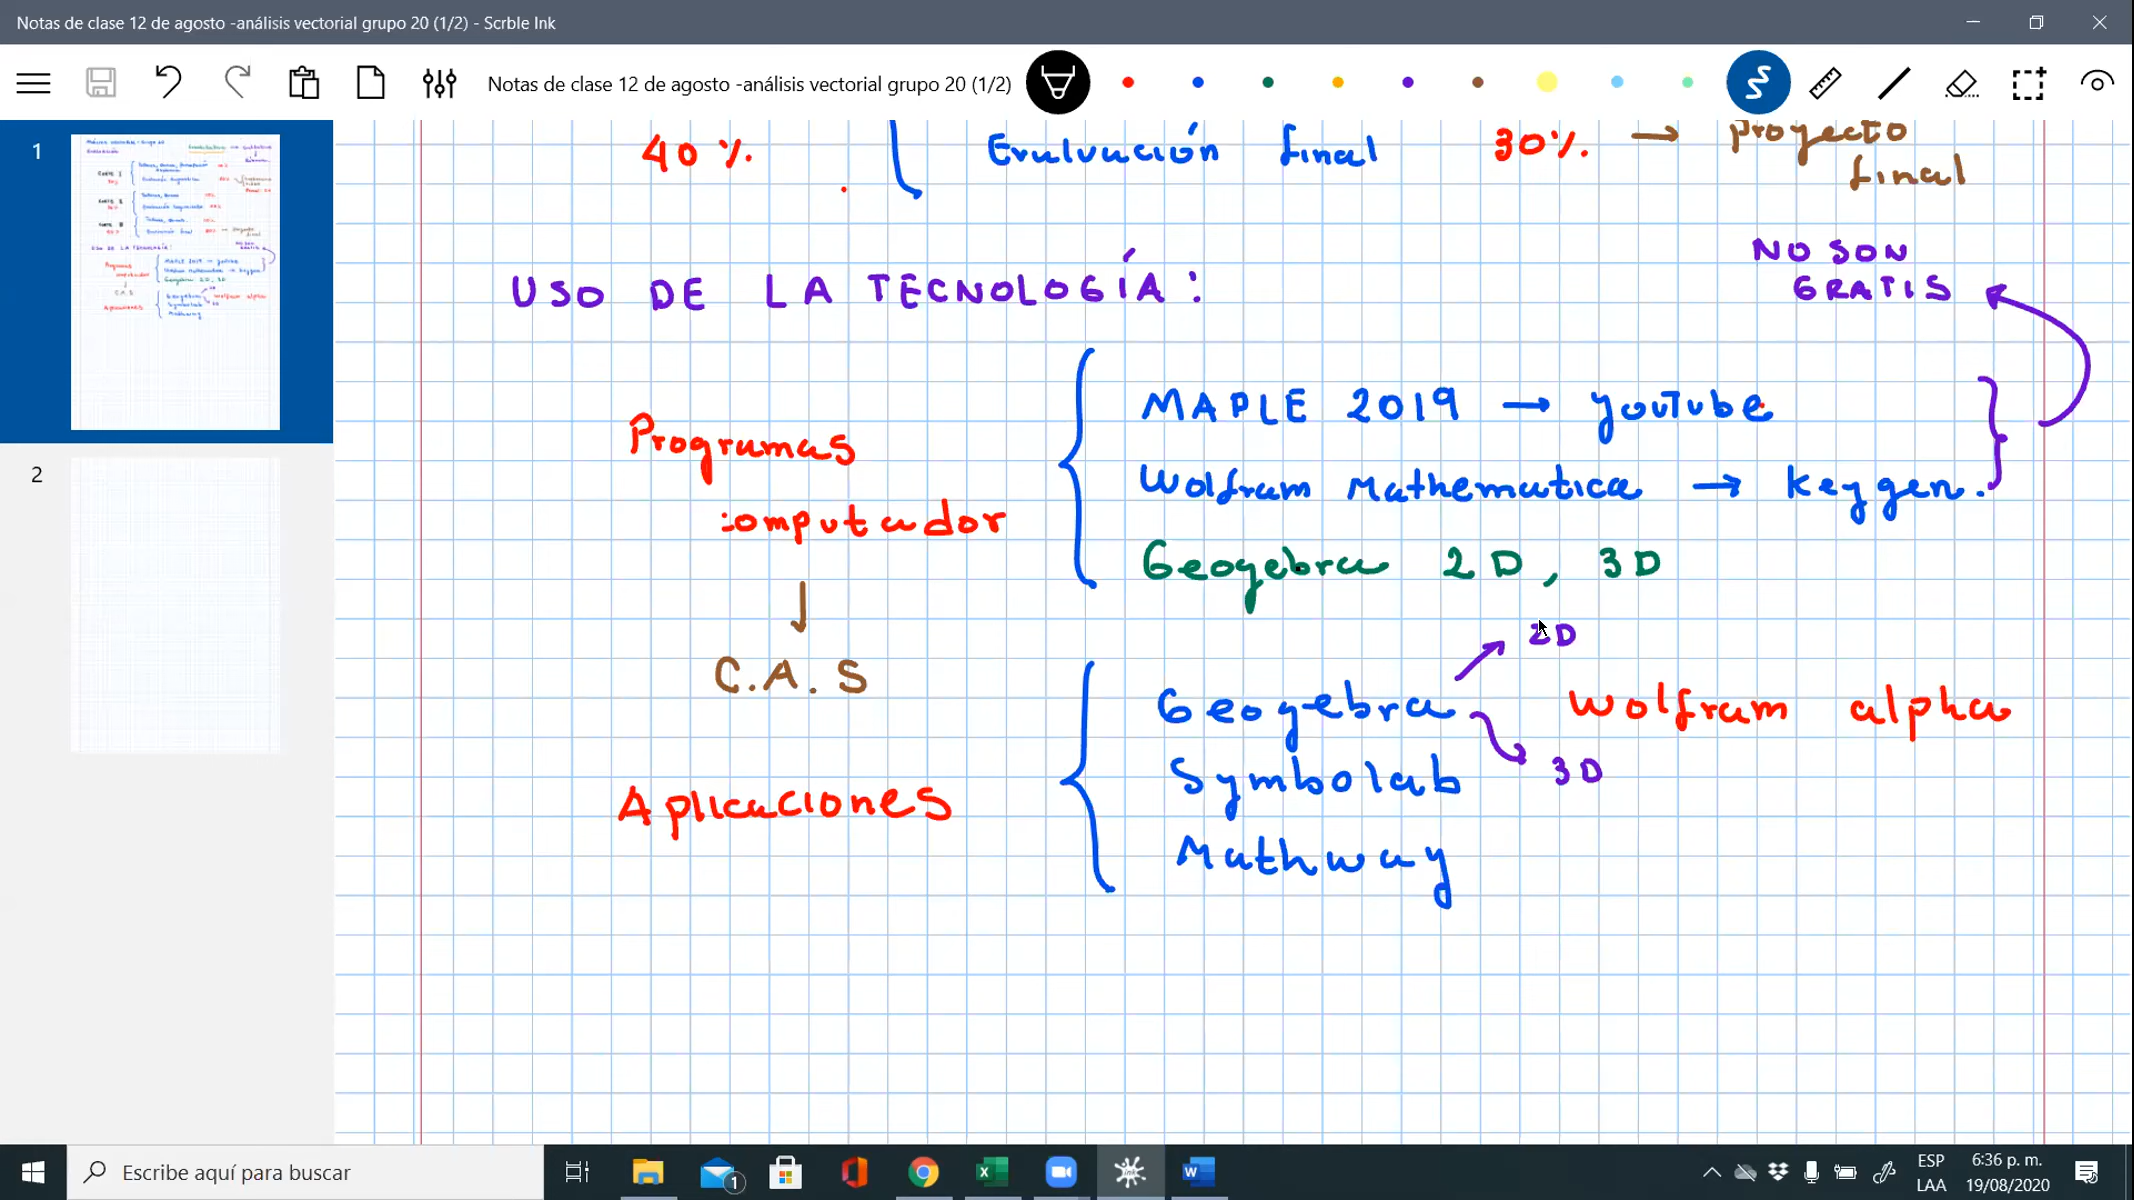 Notas de clase 12 de agosto -análisis vectorial grupo 20 (1/2) - Scrble Ink
Notas de clase 12 de agosto -análisis vectorial grupo 20 (1/2)
1
2
40 %.
Evaluación final 30%. → proyecto
final
NO SON
GRATIS
USO DE LA TECNOLOGÍA:
Programas
computador
↓
C.A.S
MAPLE 2019 → youTube
Wolfram Mathematica → keygen.
Geogebra 2D, 3D
2D
Geogebra
Wolfram alpha
3D
Symbolab
Mathway
Aplicaciones
Escribe aquí para buscar
1
ESP
LAA
6:36 p. m.
19/08/2020